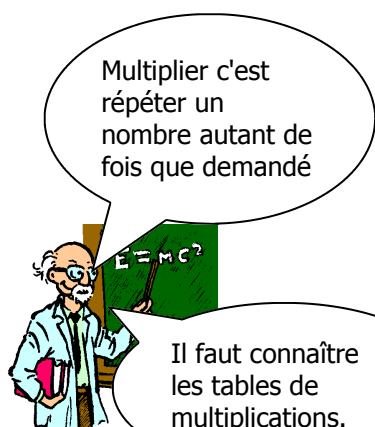 Multiplier c'est
répéter un
nombre autant de
fois que demandé
E=MC²
Il faut connaître
les tables de
multiplications.